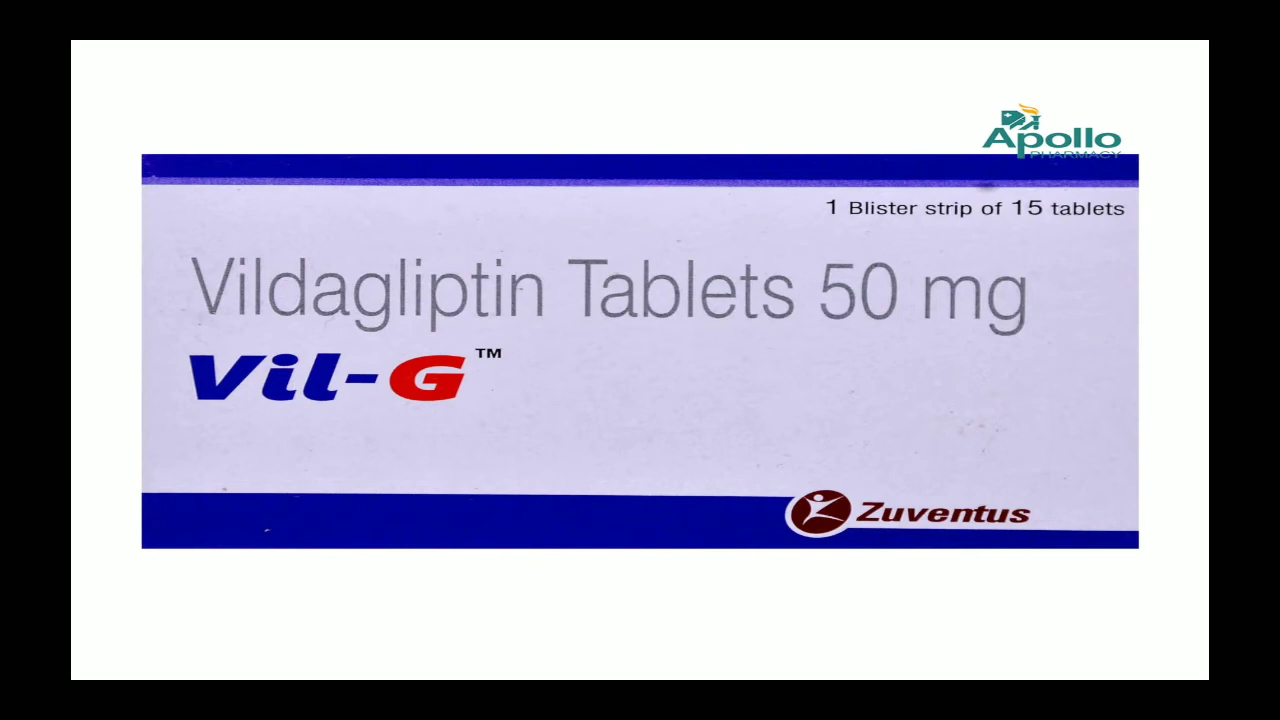 Apollo
PHARMACY
1 Blister strip of 15 tablets
Vildagliptin Tablets 50 mg
Vil-G™
Zuventus